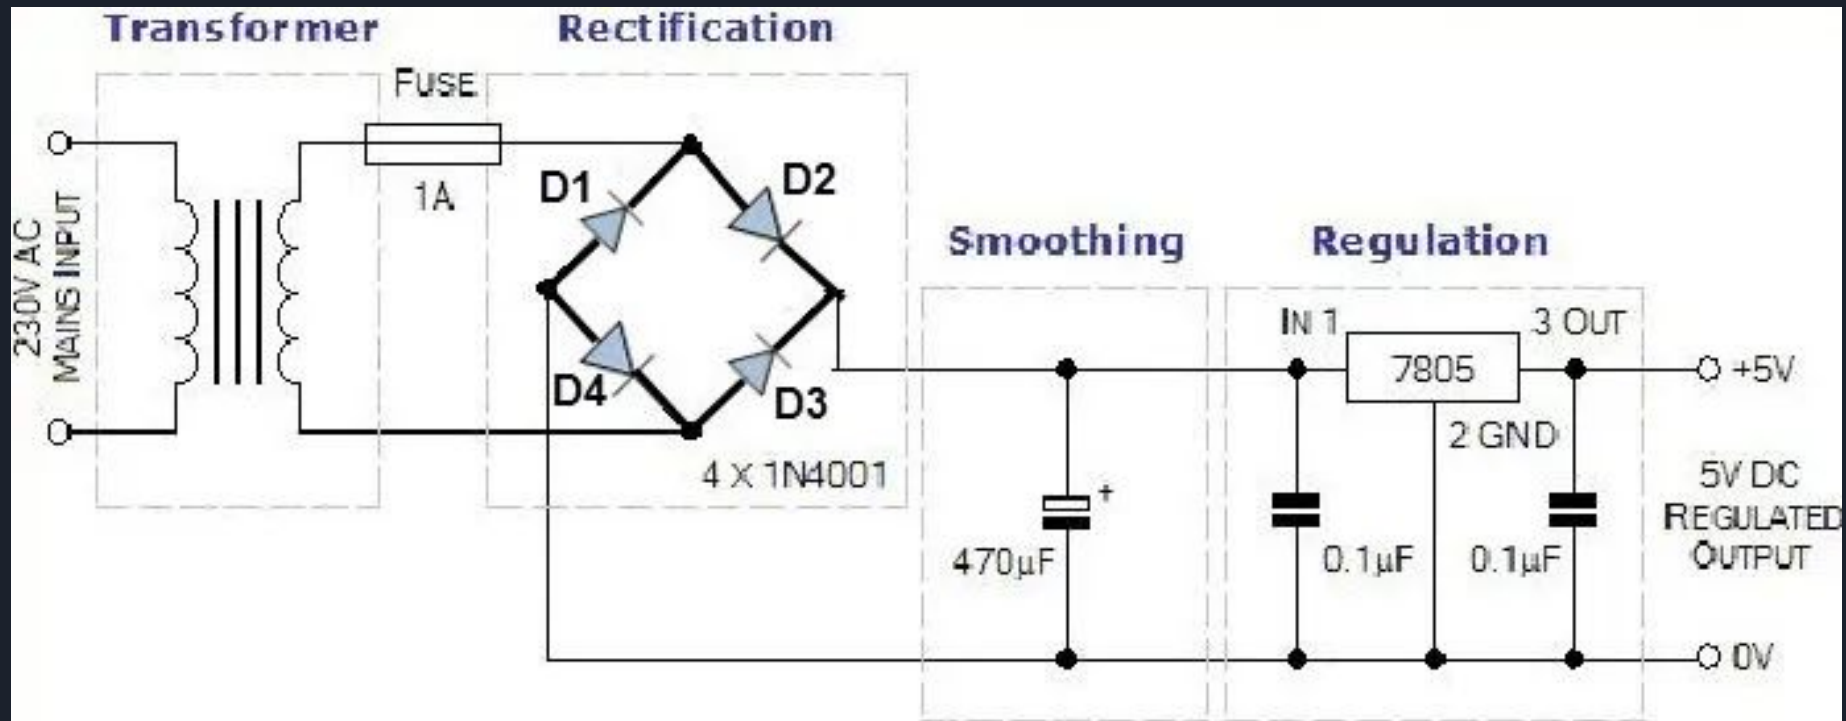 Transformer
Rectification
FUSE
1A
D1
D2
D4
D3
4 X 1N4001
230V AC
MAINS INPUT
Smoothing
Regulation
IN 1
3 OUT
7805
2 GND
+5V
+
470µF
0.1µF
0.1µF
5V DC
REGULATED
OUTPUT
0V